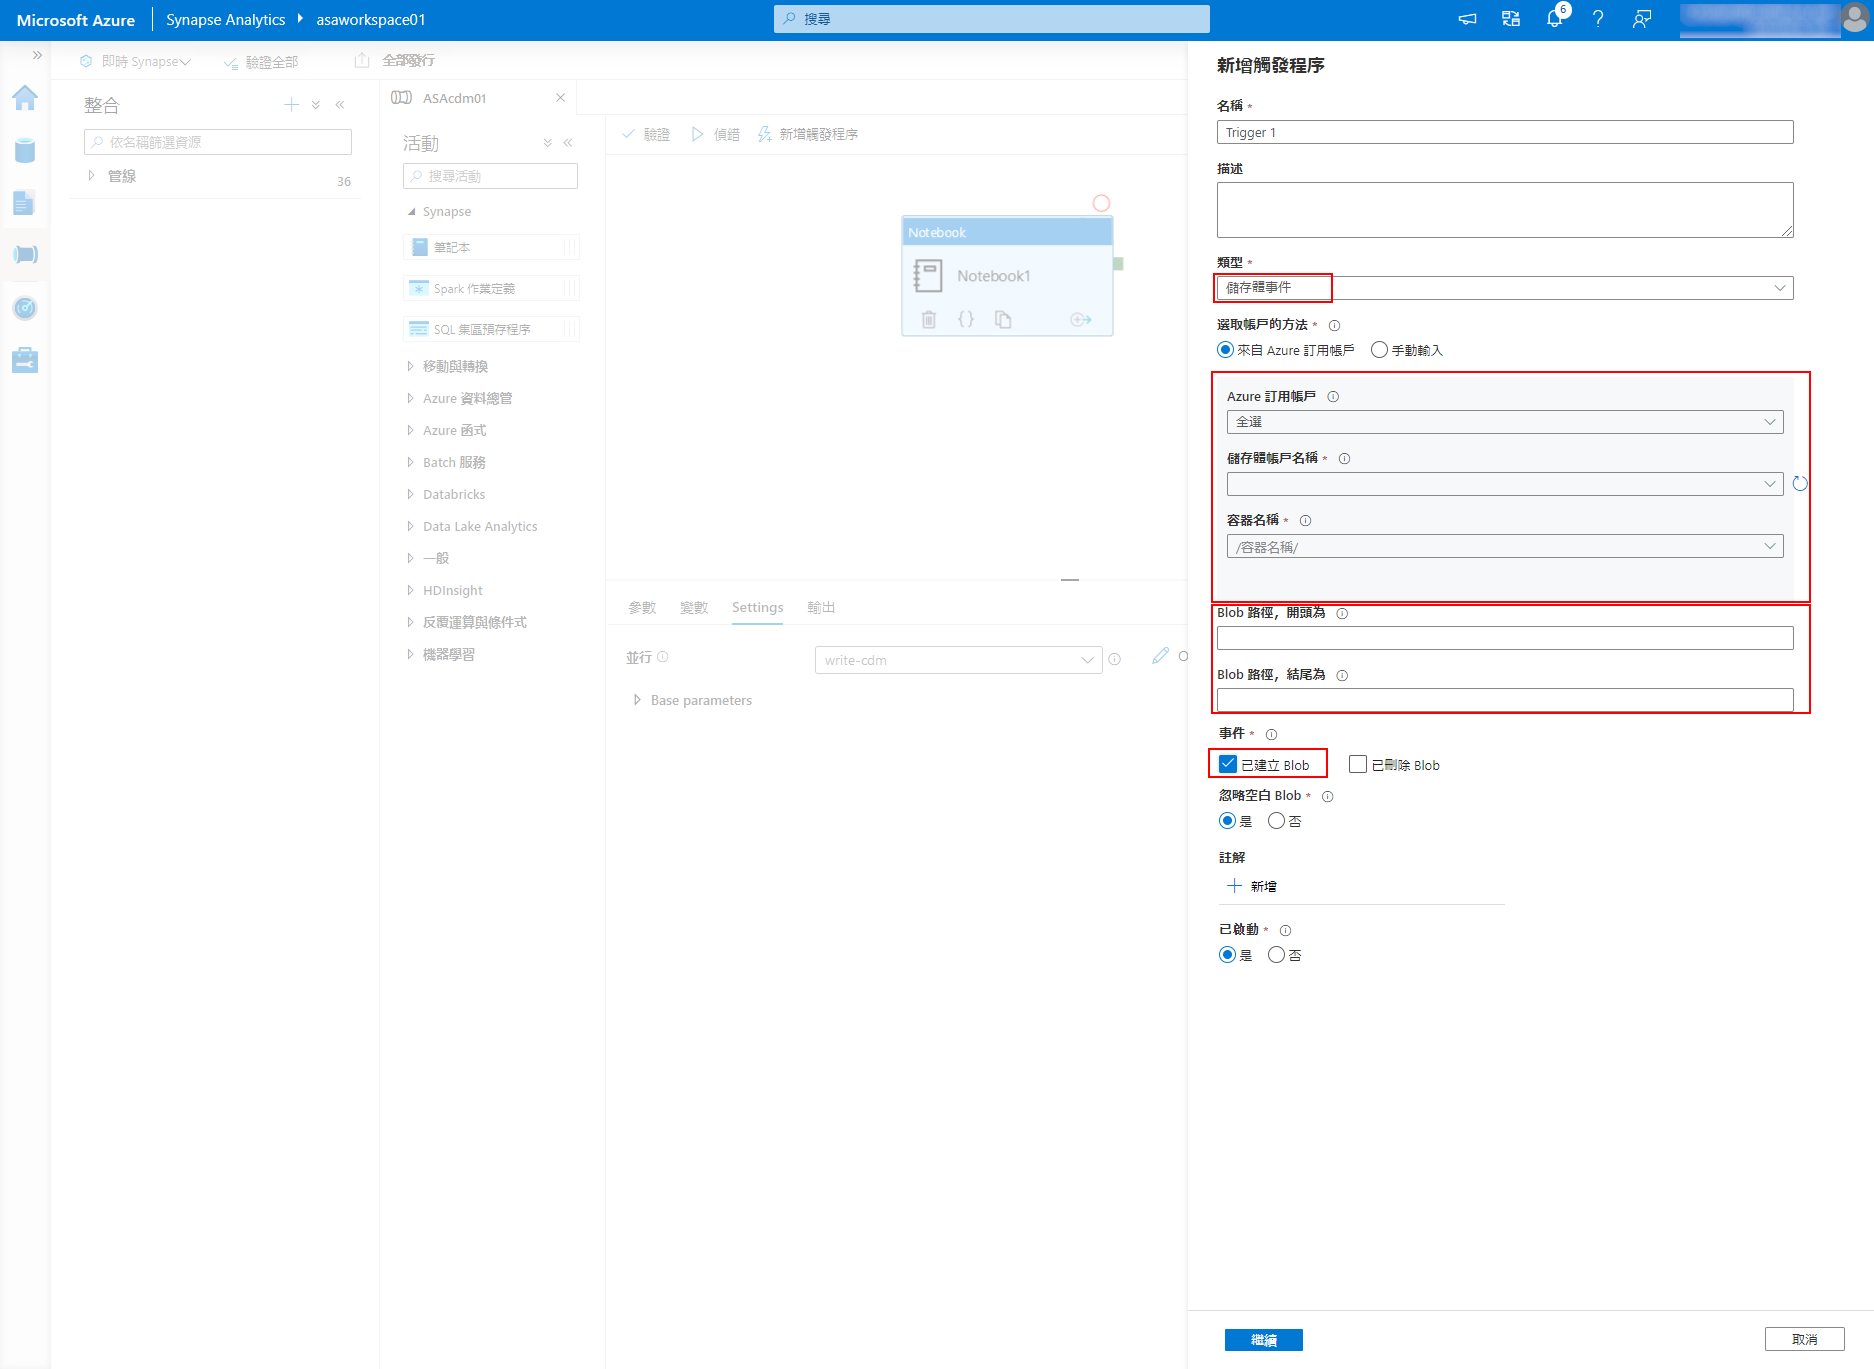 Microsoft Azure
Synapse Analytics
asaworkspace01
搜尋
6
即時 Synapse
驗證全部
全部發行
整合
依名稱篩選資源
管線
36
ASAcdm01
活動
搜尋活動
Synapse
筆記本
Spark 作業定義
SQL 集區預存程序
移動與轉換
Azure 資料總管
Azure 函式
Batch 服務
Databricks
Data Lake Analytics
一般
HDInsight
反覆運算與條件式
機器學習
驗證
偵錯
新增觸發程序
Notebook
Notebook1
參數
變數
Settings
輸出
並行
write-cdm
O
Base parameters
新增觸發程序
名稱 *
Trigger 1
描述
類型 *
儲存體事件
選取帳戶的方法 *
來自 Azure 訂用帳戶
手動輸入
Azure 訂用帳戶
全選
儲存體帳戶名稱 *
容器名稱 *
/容器名稱/
Blob 路徑，開頭為
Blob 路徑，結尾為
事件 *
已建立 Blob
已刪除 Blob
忽略空白 Blob *
是
否
註解
新增
已啟動 *
是
否
繼續
取消